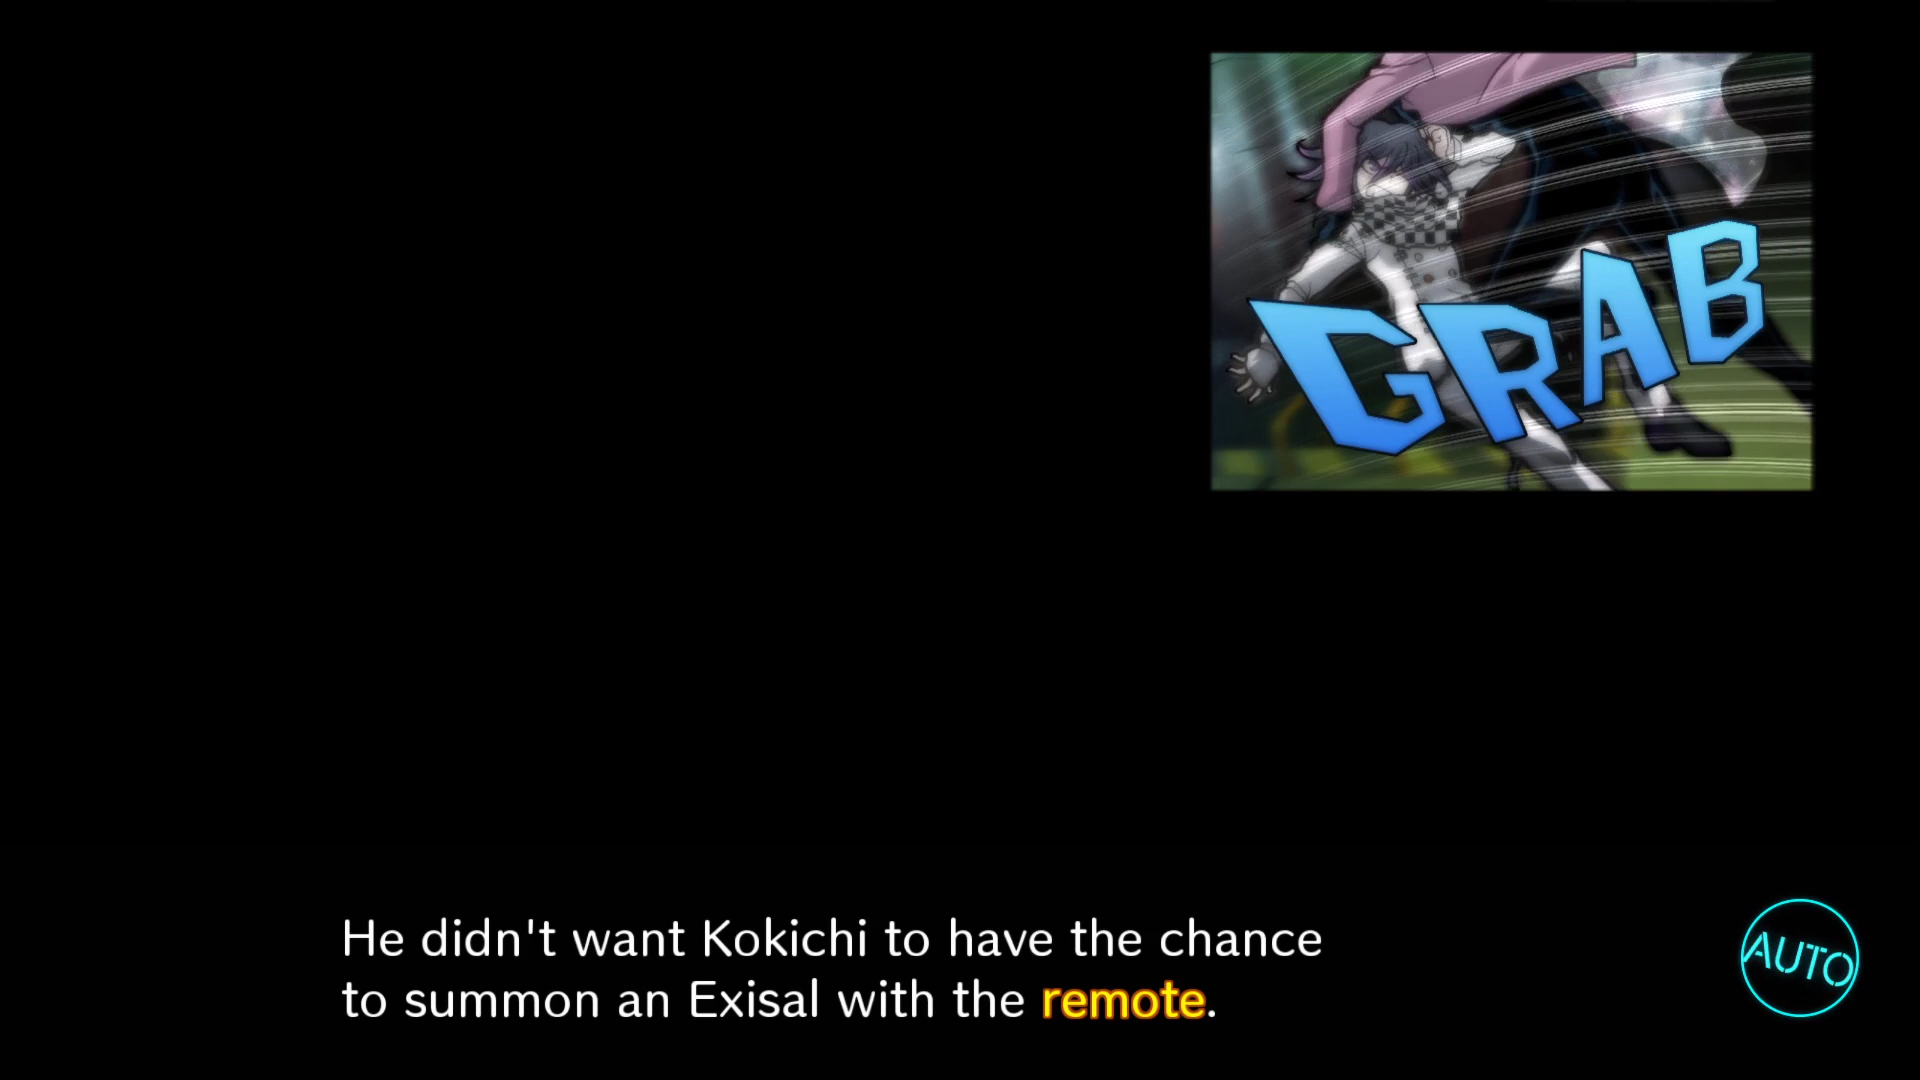 GRAB
He didn't want Kokichi to have the chance
to summon an Exisal with the remote.
AUTO